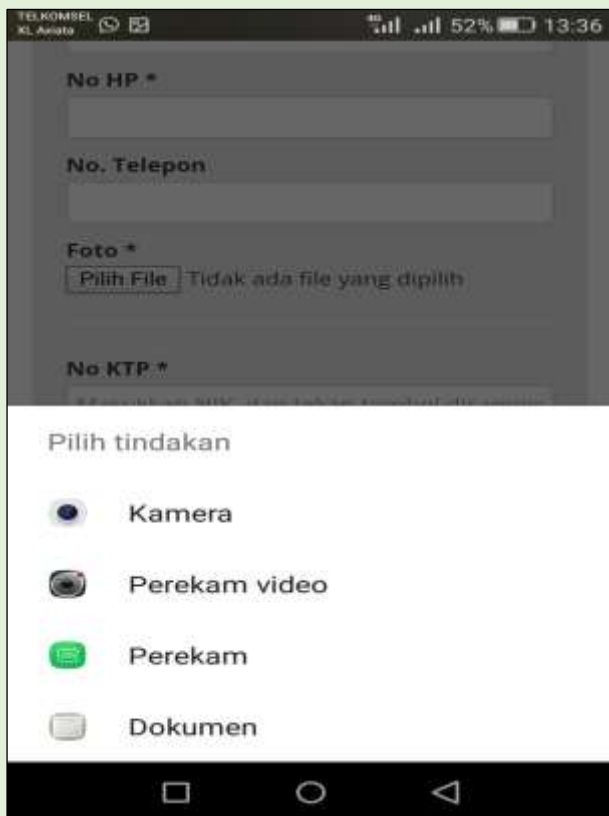 TELKOMSEL
XL Axiata
4G 52% 13:36
No HP *
No. Telepon
Foto *
Pilih File Tidak ada file yang dipilih
No KTP *
Pilih tindakan
Kamera
Perekam video
Perekam
Dokumen